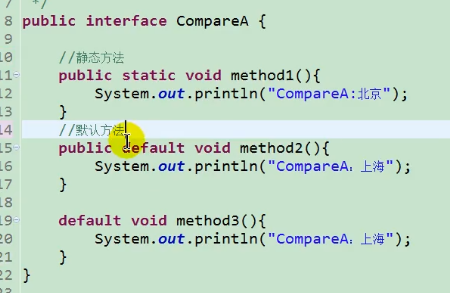 7
*/
8 public interface CompareA {
9
10 //静态方法
11 public static void method1(){
12 System.out.println("CompareA:北京");
13 }
14 //默认方法
15 public default void method2(){
16 System.out.println("CompareA：上海");
17 }
18
19 default void method3(){
20 System.out.println("CompareA：上海");
21 }
22 }